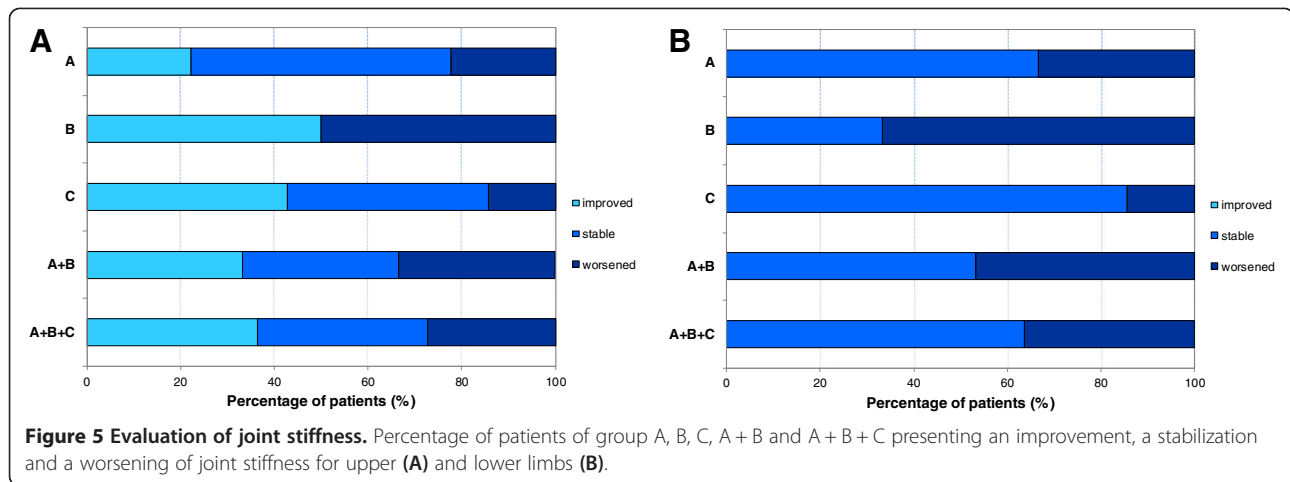 A
B
A
B
C
A+B
A+B+C
0 20 40 60 80 100
Percentage of patients (%)
improved
stable
worsened
A
B
C
A+B
A+B+C
0 20 40 60 80 100
Percentage of patients (%)
improved
stable
worsened
Figure 5 Evaluation of joint stiffness. Percentage of patients of group A, B, C, A + B and A + B + C presenting an improvement, a stabilization
and a worsening of joint stiffness for upper (A) and lower limbs (B).